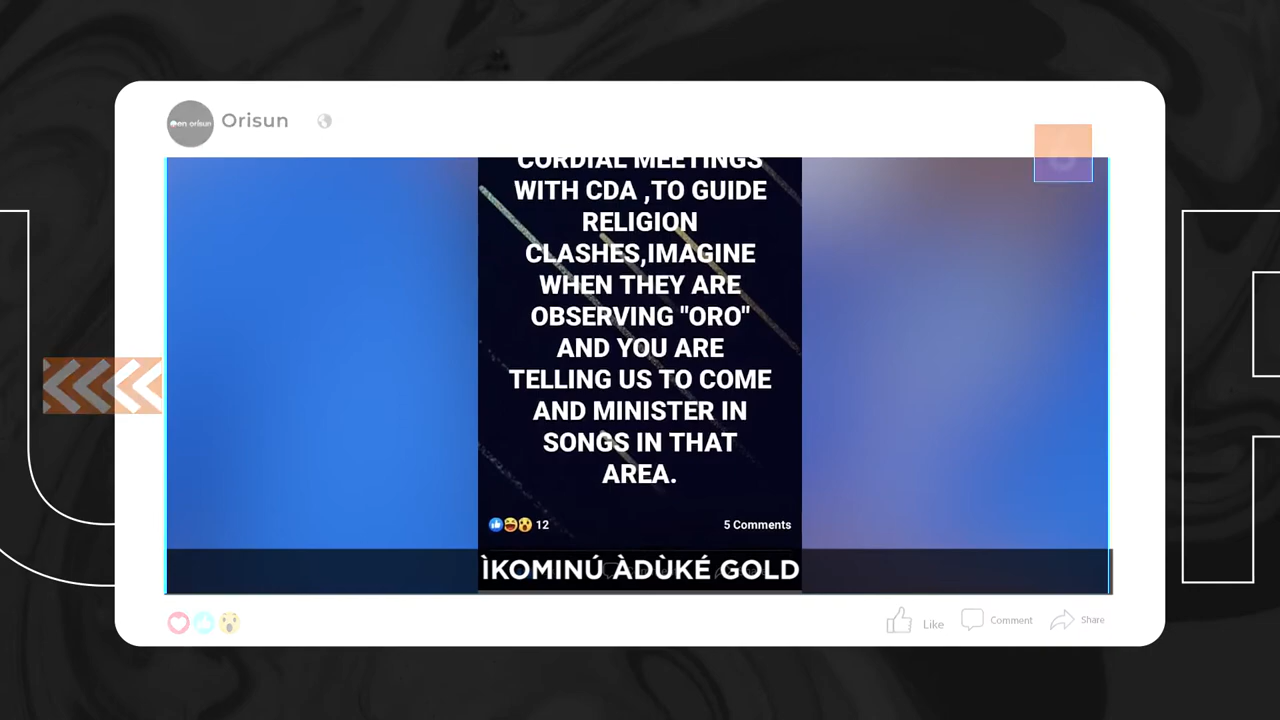 Orisun
CORDIAL MEETINGS
WITH CDA ,TO GUIDE
RELIGION
CLASHES,IMAGINE
WHEN THEY ARE
OBSERVING "ORO"
AND YOU ARE
TELLING US TO COME
AND MINISTER IN
SONGS IN THAT
AREA.
12
5 Comments
ÌKOMINÚ ÀDÙKÉ GOLD
Like
Comment
Share